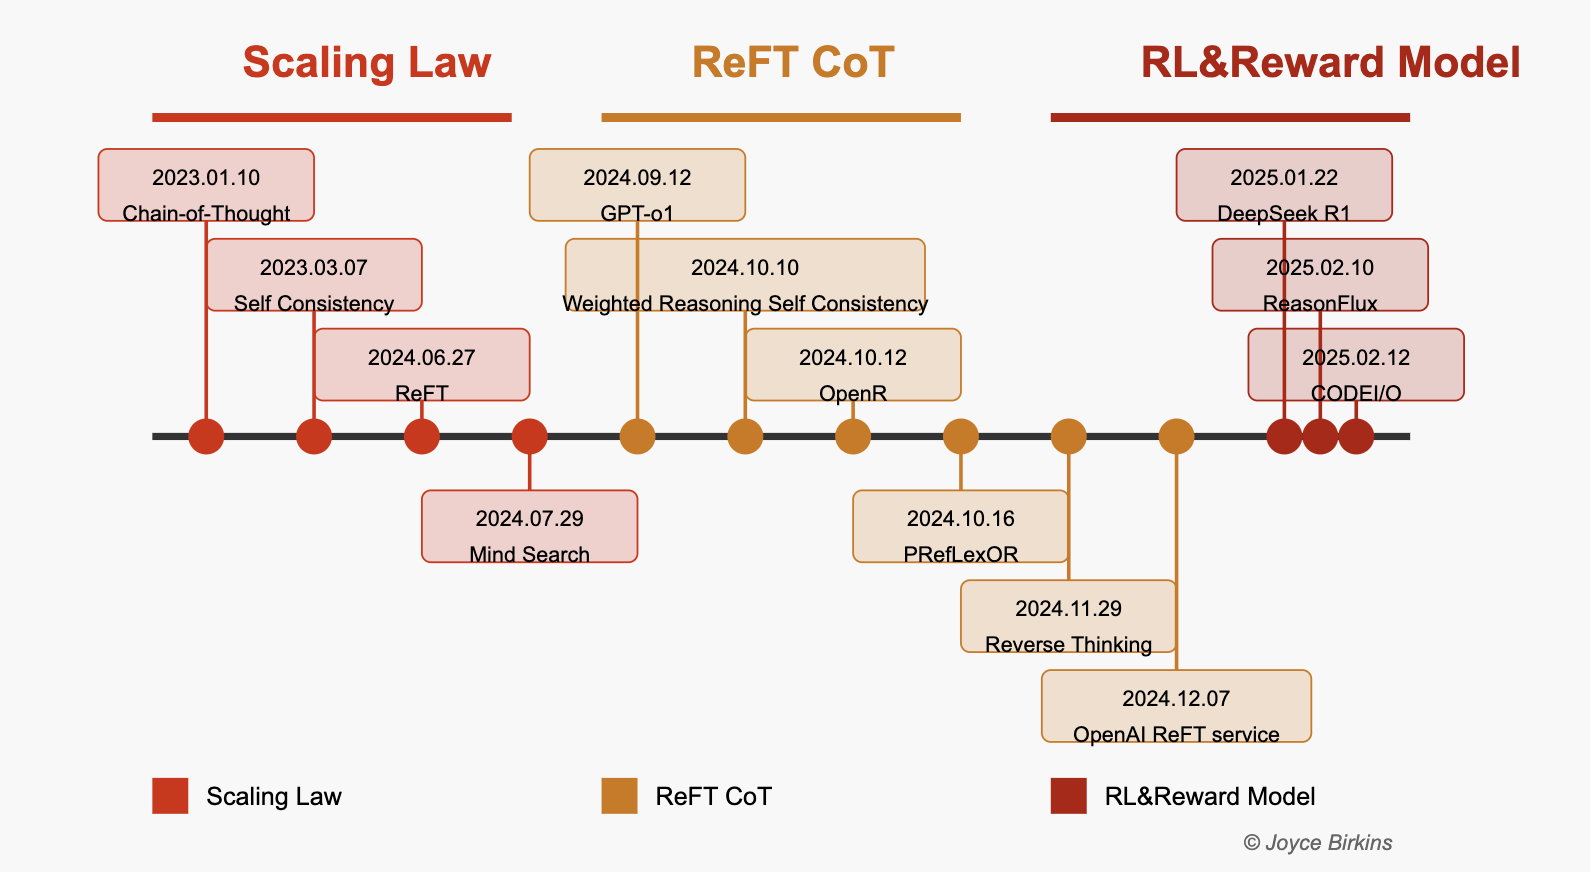 Scaling Law
ReFT CoT
RL&Reward Model
2023.01.10
Chain-of-Thought
2023.03.07
Self Consistency
2024.06.27
ReFT
2024.07.29
Mind Search
2024.09.12
GPT-o1
2024.10.10
Weighted Reasoning Self Consistency
2024.10.12
OpenR
2024.10.16
PRefLexOR
2024.11.29
Reverse Thinking
2024.12.07
OpenAI ReFT service
2025.01.22
DeepSeek R1
2025.02.10
ReasonFlux
2025.02.12
CODEI/O
Scaling Law
ReFT CoT
RL&Reward Model
© Joyce Birkins